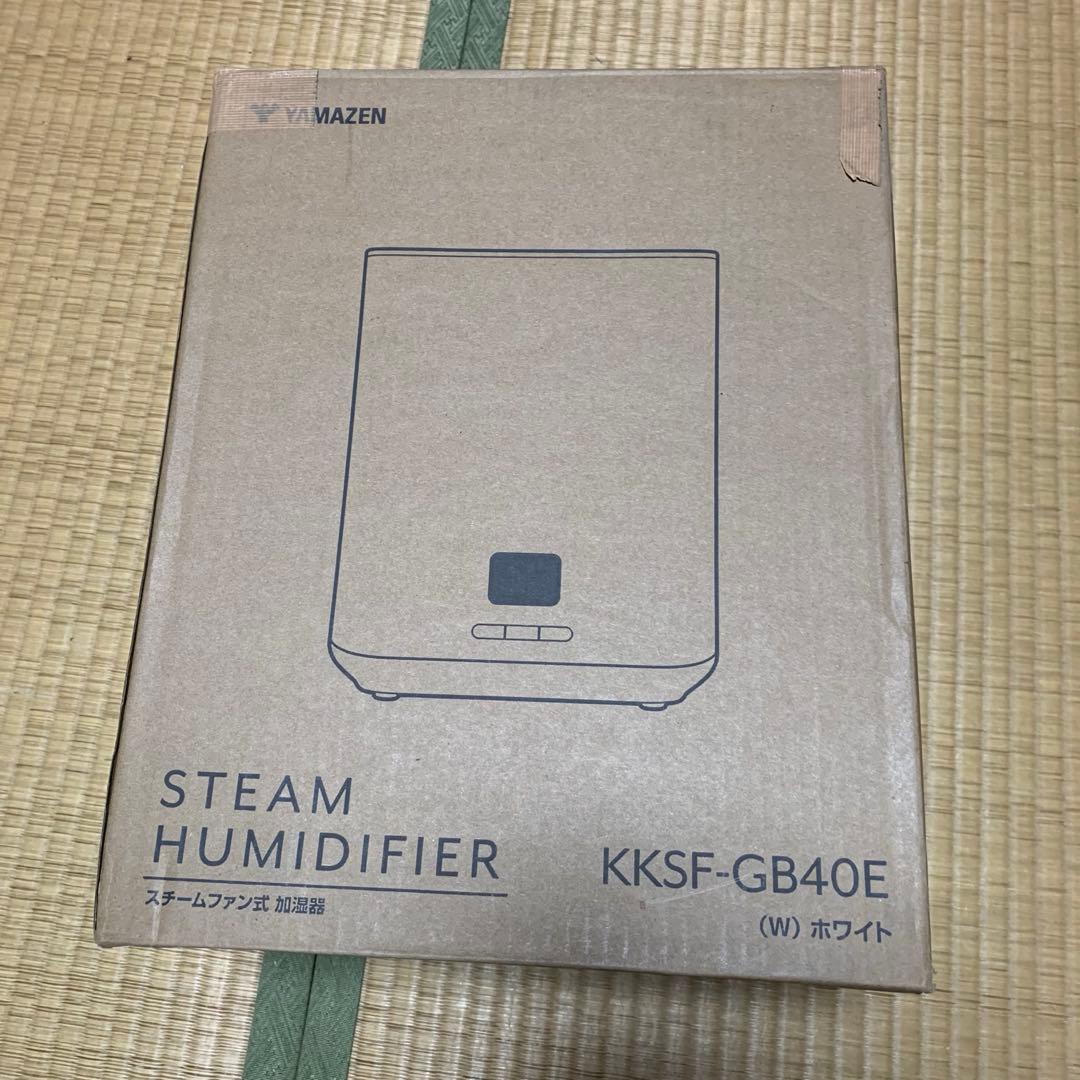 YAMAZEN
STEAM
HUMIDIFIER
スチームファン式 加湿器
KKSF-GB40E
(W) ホワイト